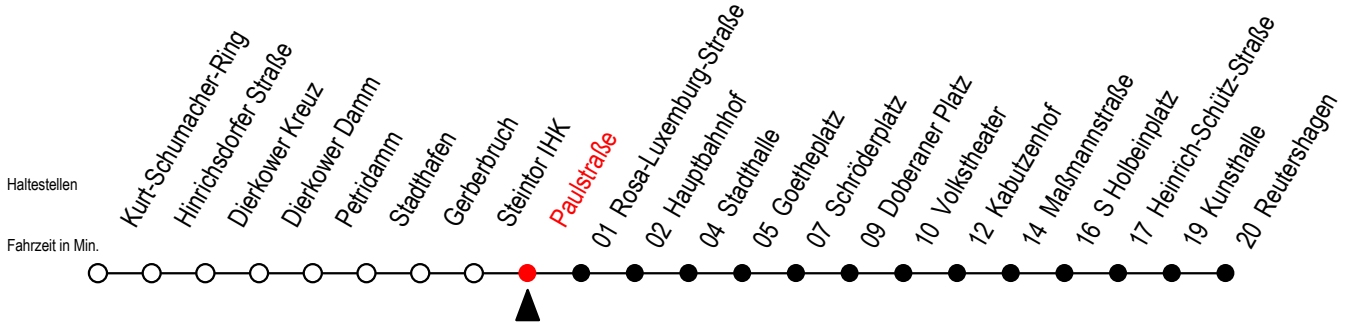 Haltestellen
Fahrzeit in Min.
Kurt-Schumacher-Ring
Hinrichsdorfer Straße
Dierkower Kreuz
Dierkower Damm
Petridamm
Stadthafen
Gerberbruch
Steintor IHK
Paulstraße
01 Rosa-Luxemburg-Straße
02 Hauptbahnhof
04 Stadthalle
05 Goetheplatz
07 Schröderplatz
09 Doberaner Platz
10 Volkstheater
12 Kabutzenhof
14 Maßmannstraße
16 S Holbeinplatz
17 Heinrich-Schütz-Straße
19 Kunsthalle
20 Reutershagen